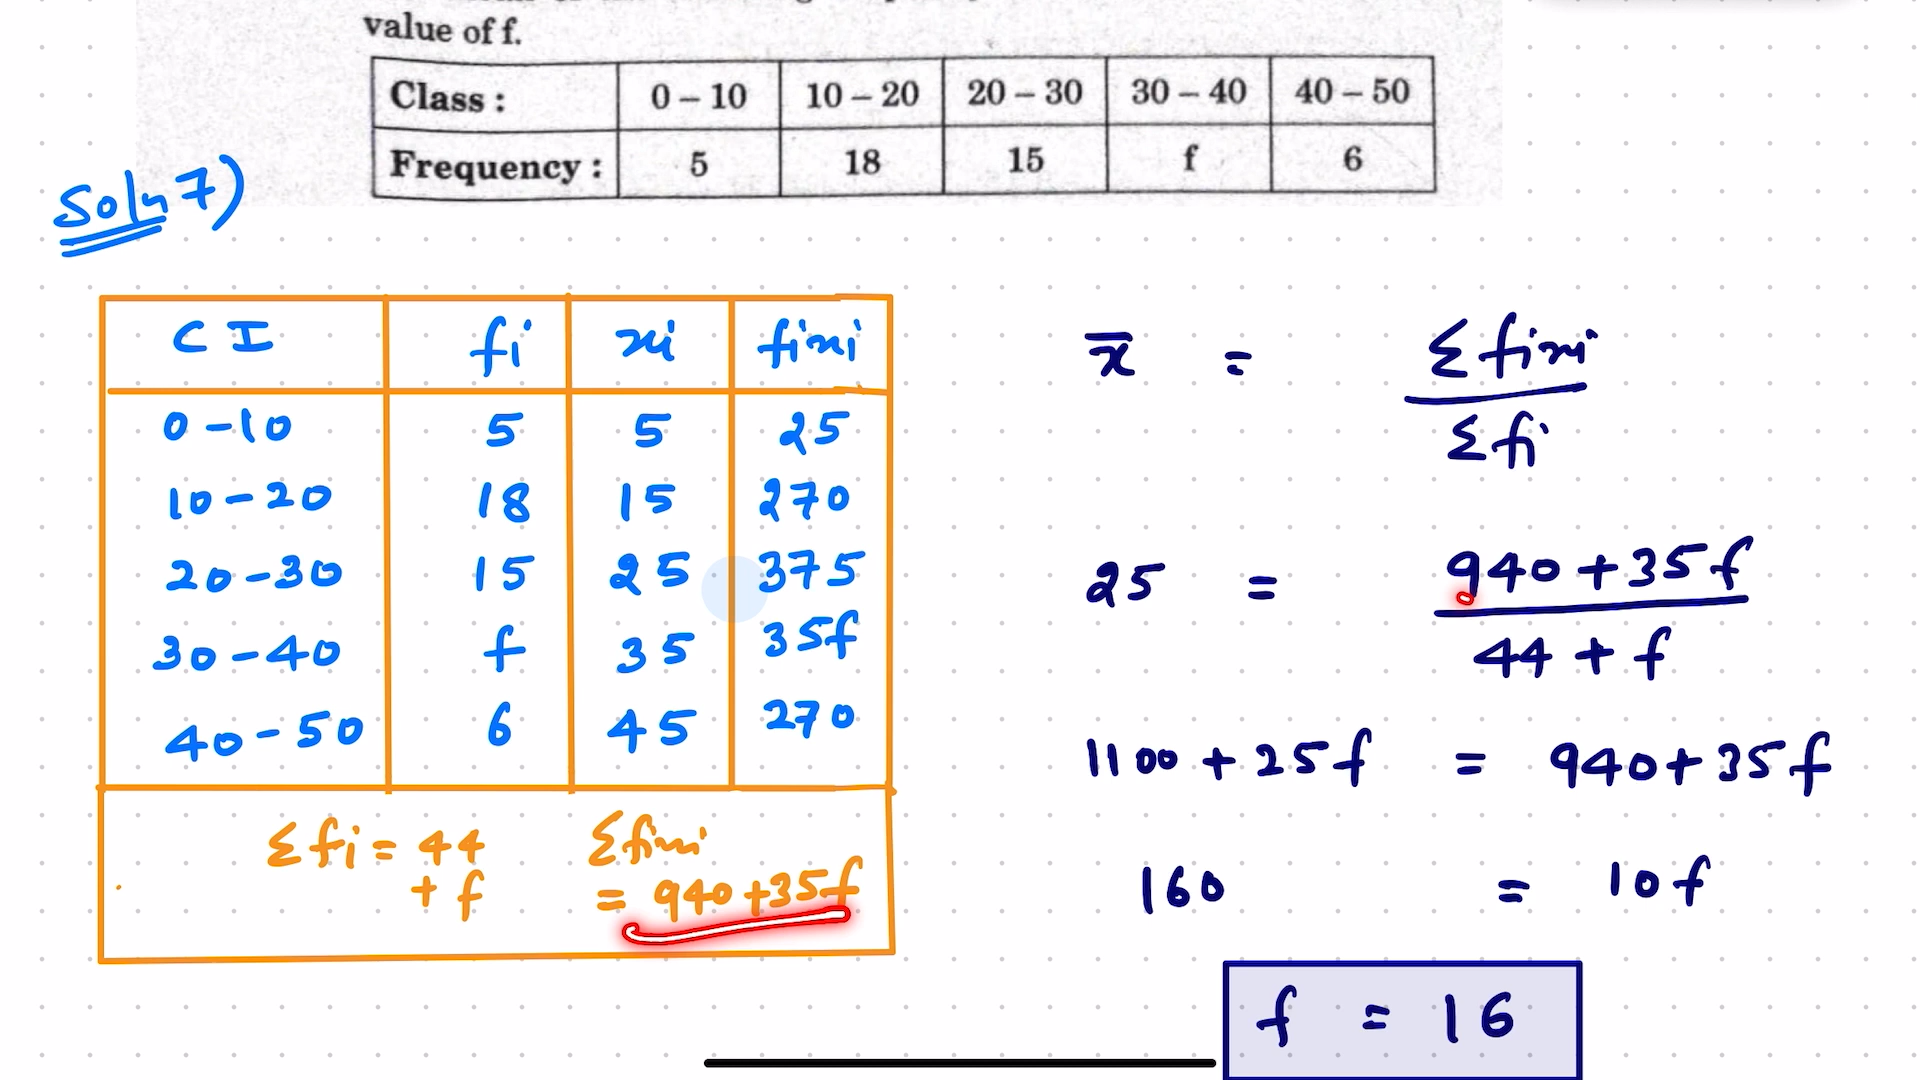 value of f.
Class : 0 – 10 10 – 20 20 – 30 30 – 40 40 – 50
Frequency : 5 18 15 f 6
Soln 7)
C I fi xi fixi
0 - 10 5 5 25
10 - 20 18 15 270
20 - 30 15 25 375
30 - 40 f 35 35f
40 - 50 6 45 270
Σfi = 44 + f
Σfixi = 940 + 35f
x̄ = Σfixi / Σfi
25 = 940 + 35f / 44 + f
1100 + 25f = 940 + 35f
160 = 10f
f = 16